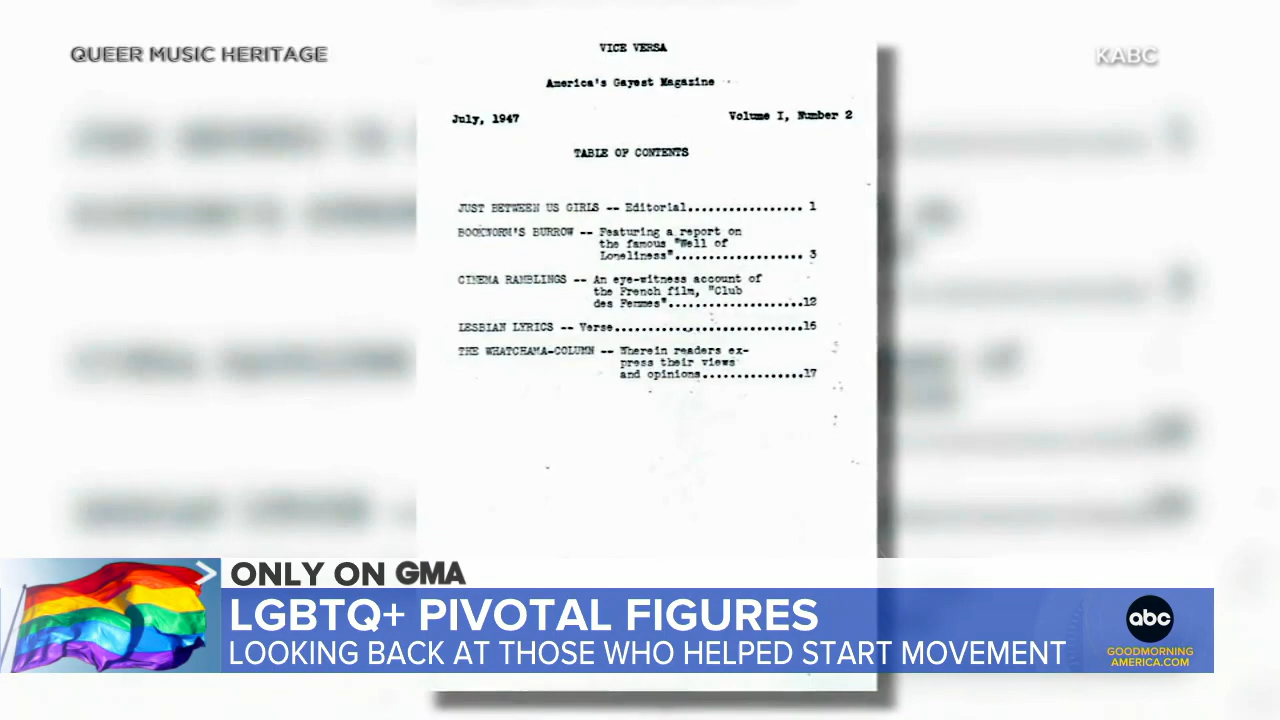 QUEER MUSIC HERITAGE
KABC
VICE VERSA
America's Gayest Magazine
July, 1947 Volume I, Number 2
TABLE OF CONTENTS
JUST BETWEEN US GIRLS -- Editorial................. 1
BOOKWORM'S BURROW -- Featuring a report on
the famous "Well of
Loneliness"................... 3
CINEMA RAMBLINGS -- An eye-witness account of
the French film, "Club
des Femmes"....................12
LESBIAN LYRICS -- Verse............................16
THE WHATCHAMA-COLUMN -- Wherein readers ex-
press their views
and opinions...............17
ONLY ON GMA
LGBTQ+ PIVOTAL FIGURES
LOOKING BACK AT THOSE WHO HELPED START MOVEMENT
abc
GOODMORNING
AMERICA.COM